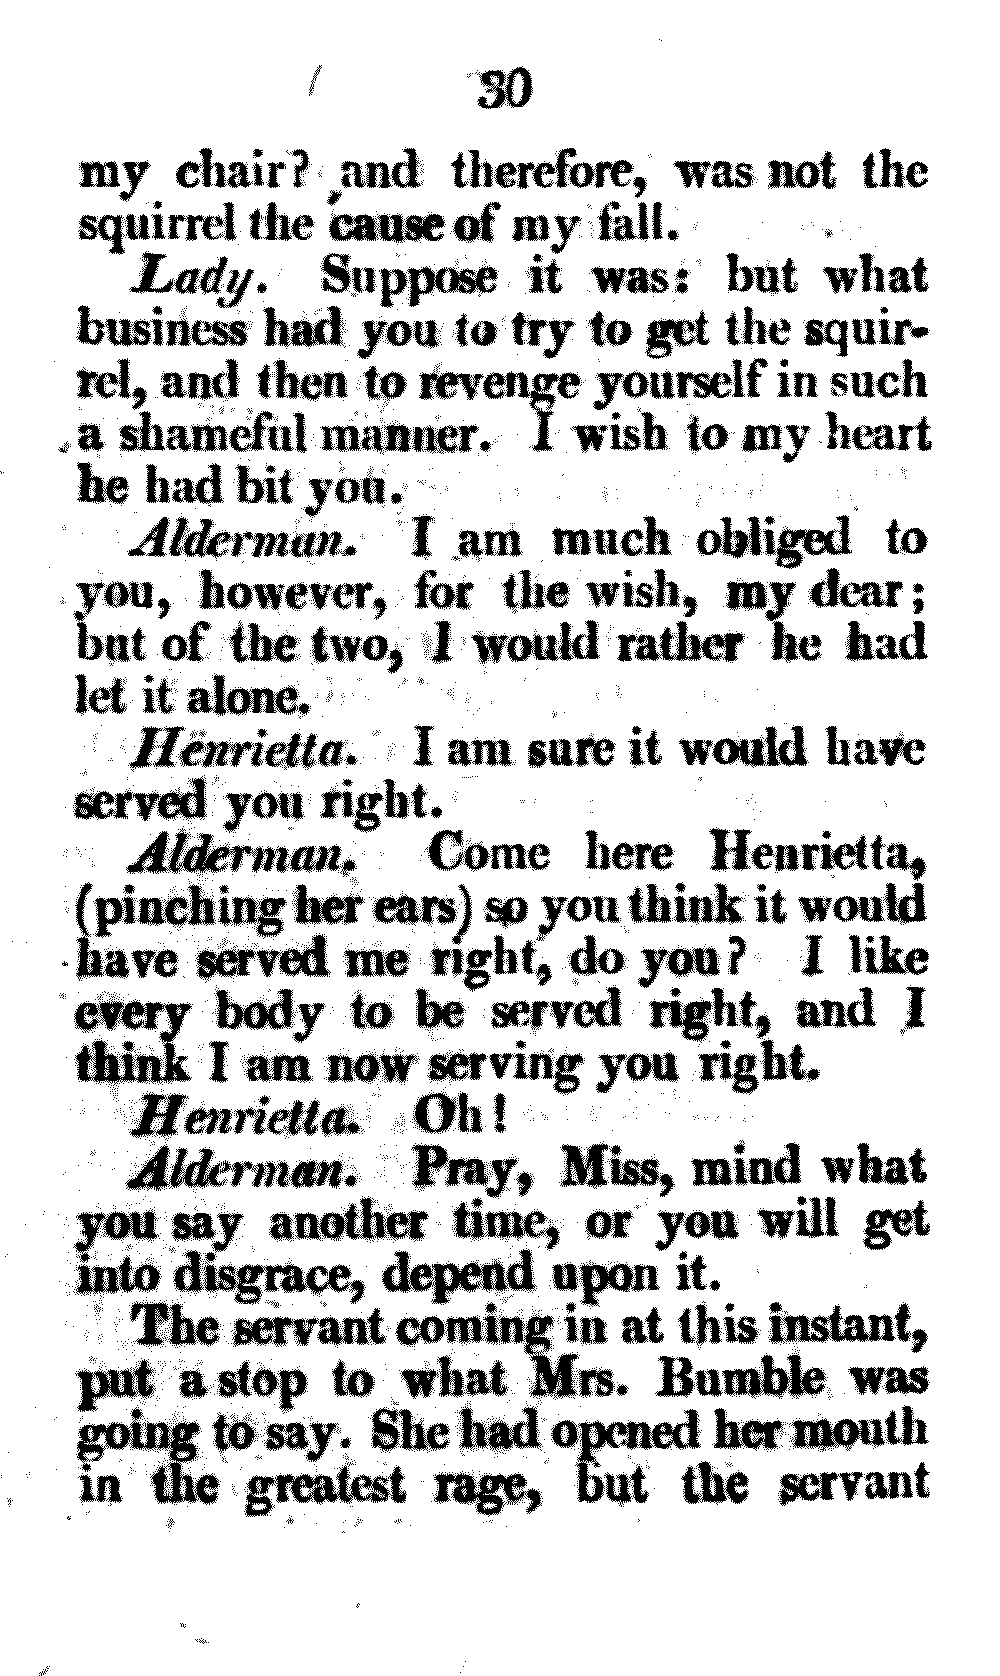 30
my chair? and therefore, was not the
squirrel the cause of my fall.
Lady. Suppose it was: but what
business had you to try to get the squir-
rel, and then to revenge yourself in such
a shameful manner. I wish to my heart
he had bit you.
Alderman. I am much obliged to
you, however, for the wish, my dear;
but of the two, I would rather he had
let it alone.
Henrietta. I am sure it would have
served you right.
Alderman. Come here Henrietta,
(pinching her ears) so you think it would
have served me right, do you? I like
every body to be served right, and I
think I am now serving you right.
Henrietta. Oh!
Alderman. Pray, Miss, mind what
you say another time, or you will get
into disgrace, depend upon it.
The servant coming in at this instant,
put a stop to what Mrs. Bumble was
going to say. She had opened her mouth
in the greatest rage, but the servant